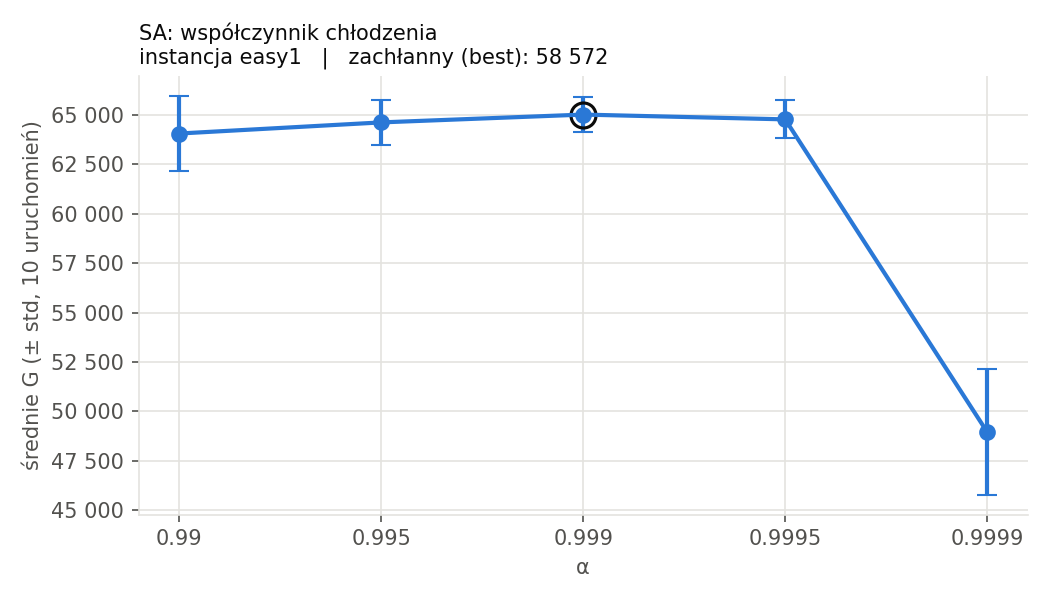 SA: współczynnik chłodzenia
instancja easy1 | zachłanny (best): 58 572
średnie G (± std, 10 uruchomień)
65 000
62 500
60 000
57 500
55 000
52 500
50 000
47 500
45 000
0.99 0.995 0.999 0.9995 0.9999
α